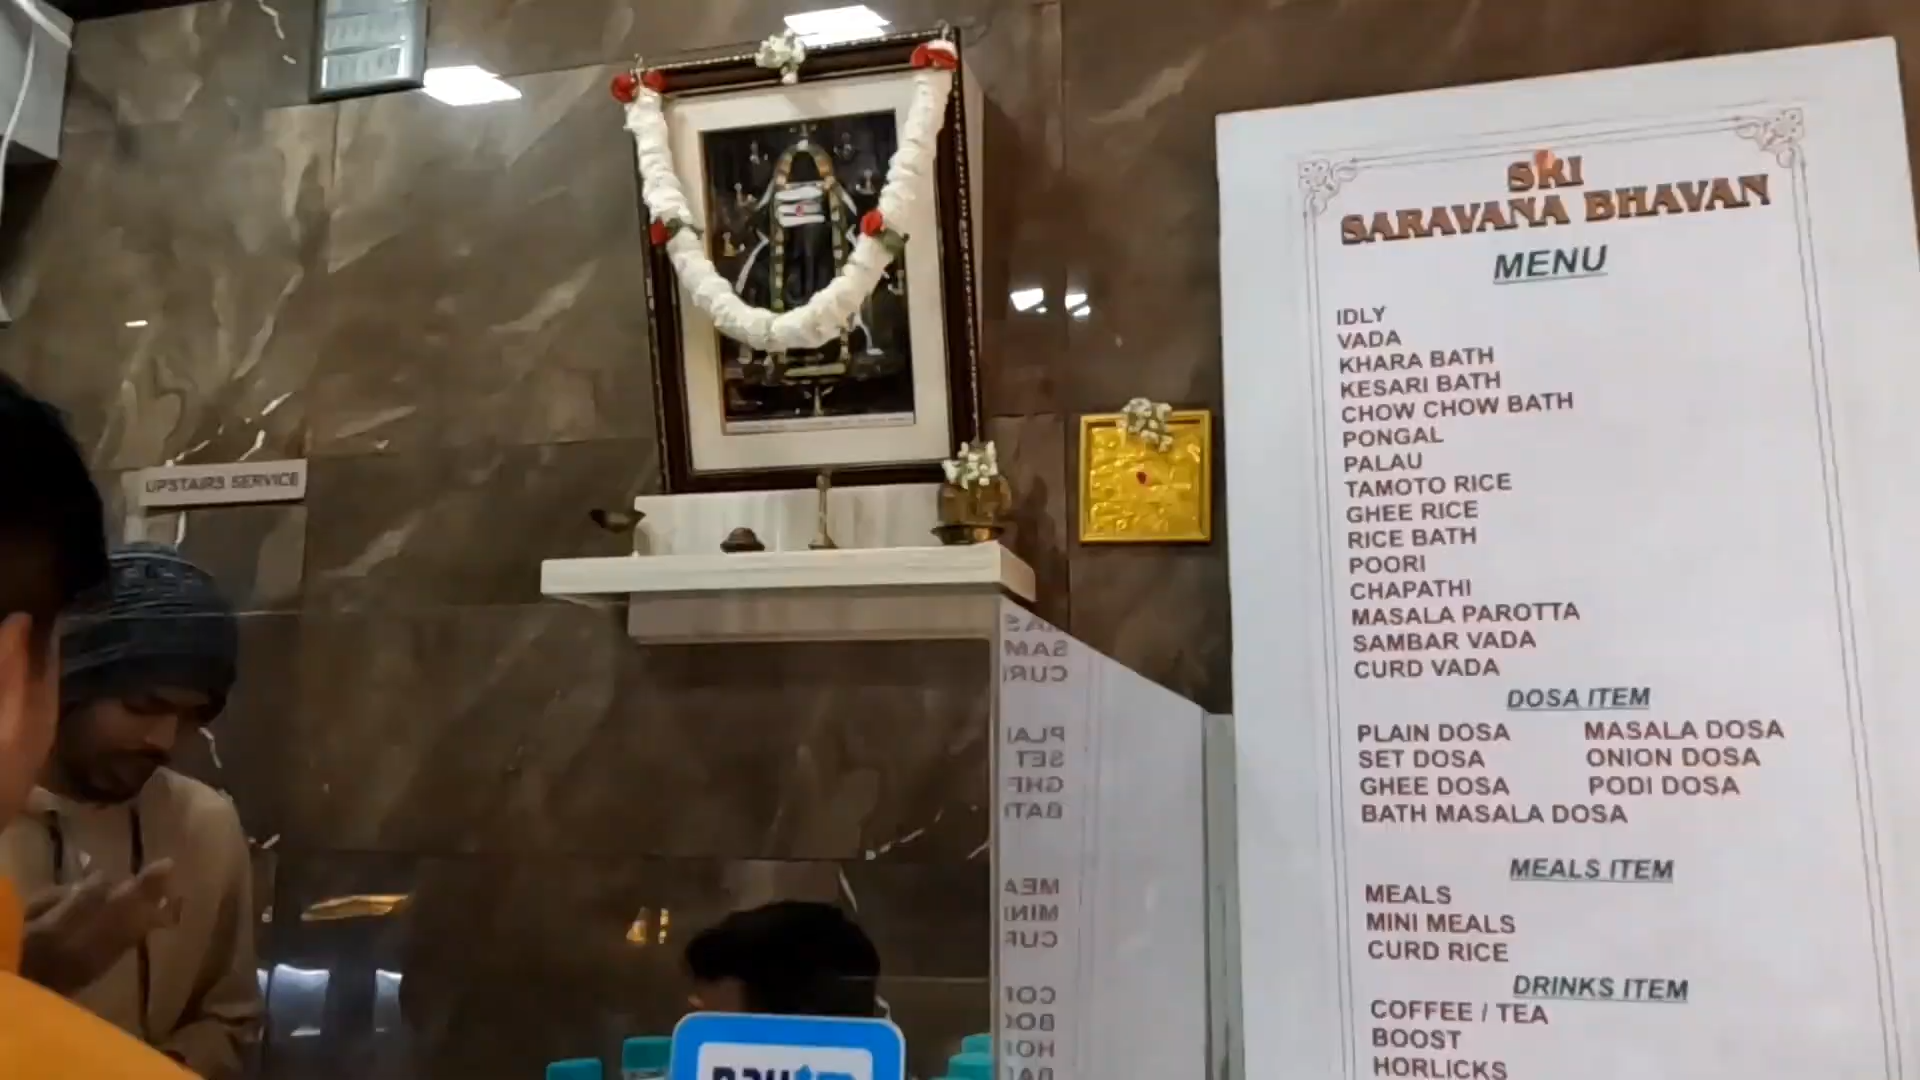 UPSTAIRS SERVICE
SRI
SARAVANA BHAVAN
MENU
IDLY
VADA
KHARA BATH
KESARI BATH
CHOW CHOW BATH
PONGAL
PALAU
TAMOTO RICE
GHEE RICE
RICE BATH
POORI
CHAPATHI
MASALA PAROTTA
SAMBAR VADA
CURD VADA
DOSA ITEM
PLAIN DOSA MASALA DOSA
SET DOSA ONION DOSA
GHEE DOSA PODI DOSA
BATH MASALA DOSA
MEALS ITEM
MEALS
MINI MEALS
CURD RICE
DRINKS ITEM
COFFEE / TEA
BOOST
HORLICKS